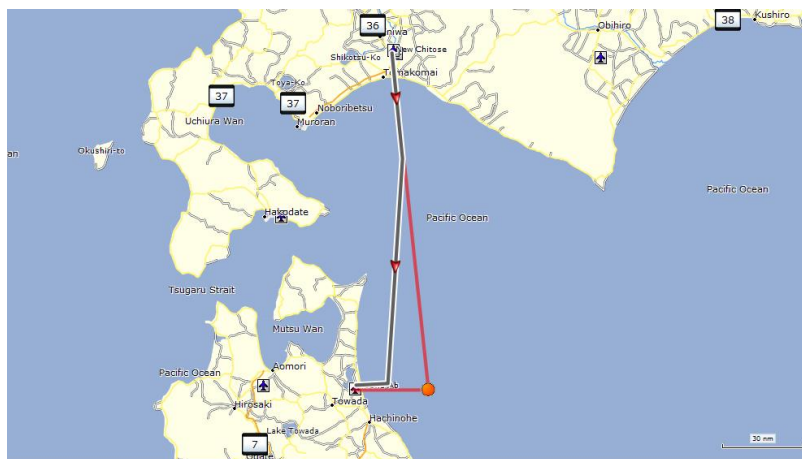 36
38
Kushiro
New Chitose
Obihiro
Shikotsu-Ko
Tomakomai
Toya-Ko
37
37
Noboribetsu
Uchiura Wan
Muroran
Okushiri-to
an
Pacific Ocean
Hakodate
Pacific Ocean
Tsugaru Strait
Mutsu Wan
Aomori
Pacific Ocean
Hirosaki
Towada
Hachinohe
Lake Towada
7
30 nm